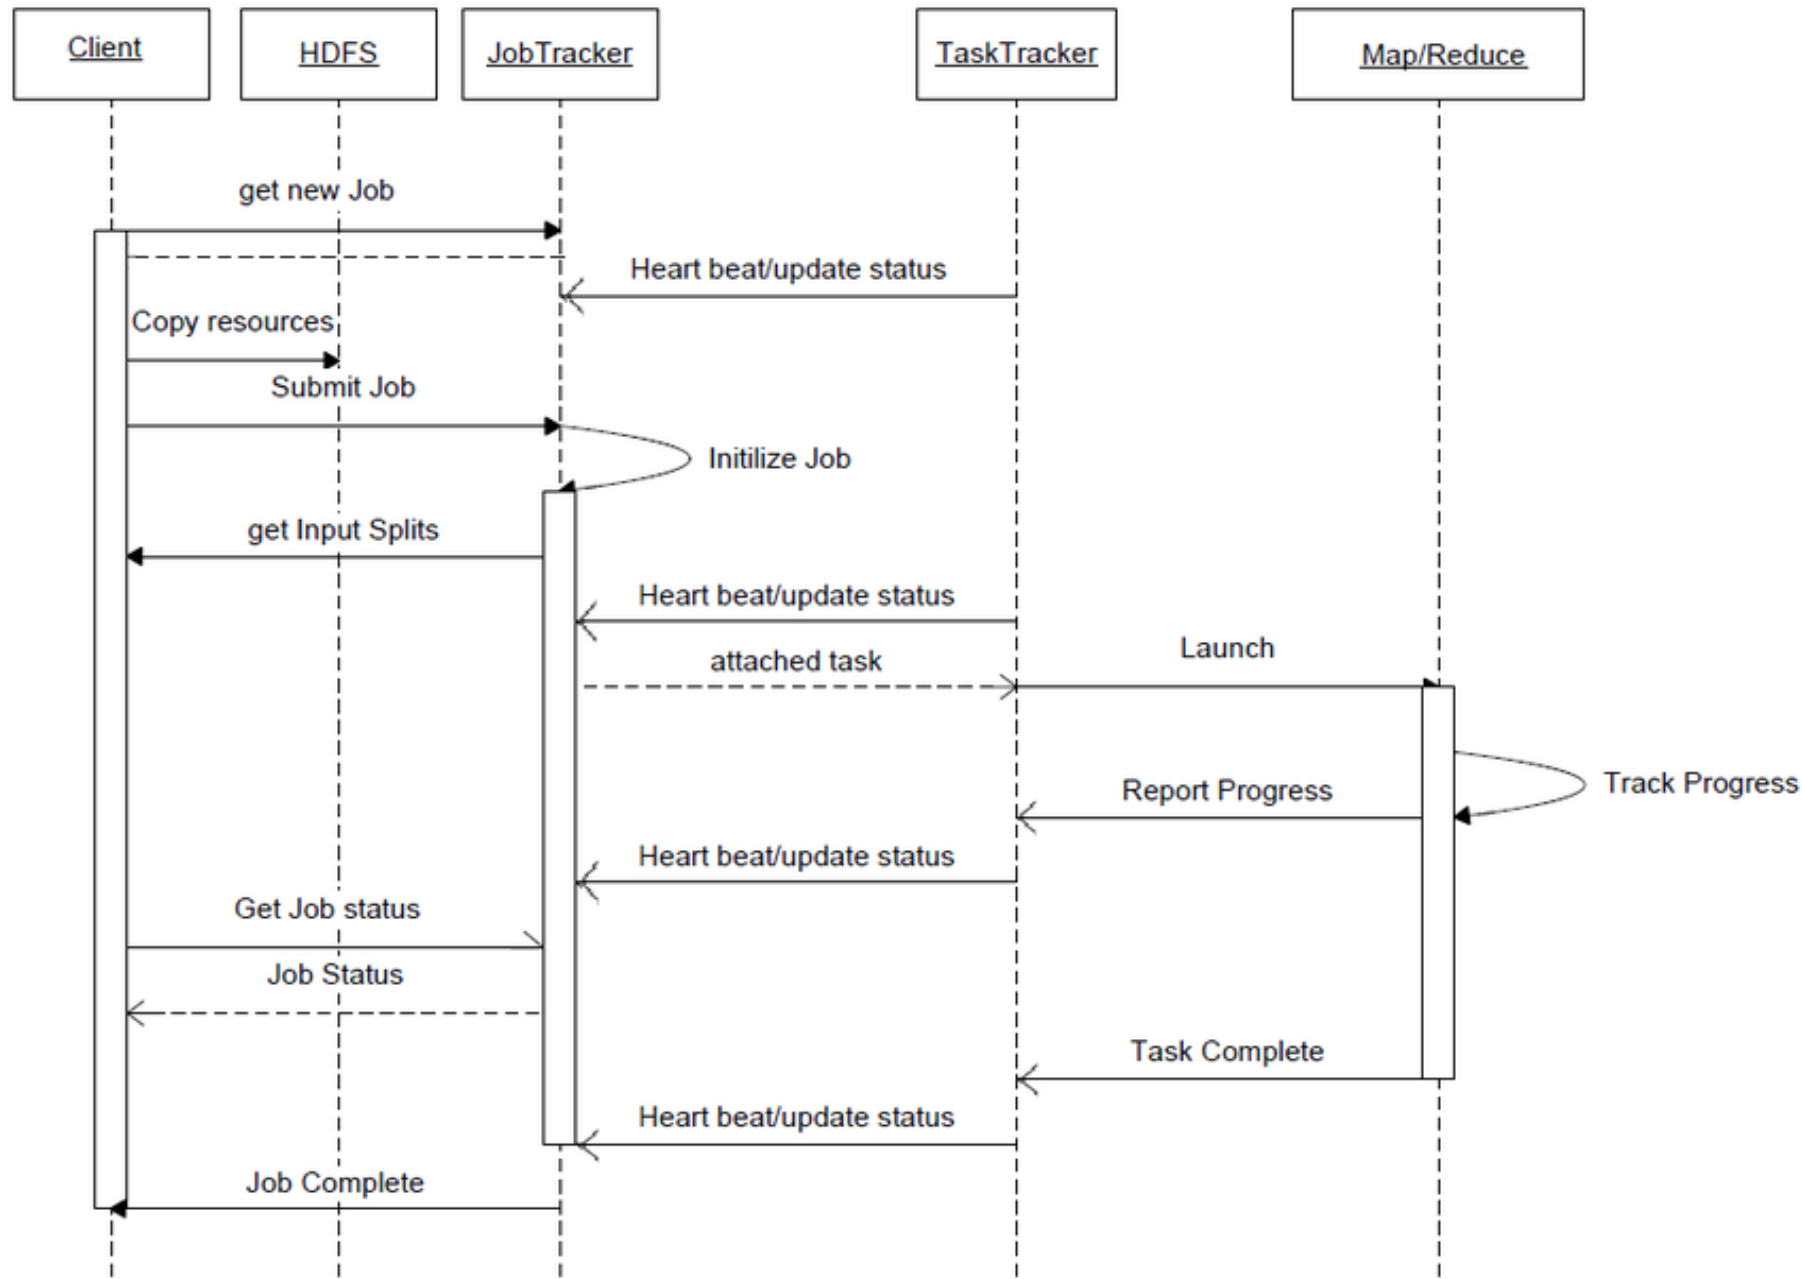 Client
HDFS
JobTracker
TaskTracker
Map/Reduce
get new Job
Heart beat/update status
Copy resources
Submit Job
Initilize Job
get Input Splits
Heart beat/update status
Launch
attached task
Track Progress
Report Progress
Heart beat/update status
Get Job status
Job Status
Task Complete
Heart beat/update status
Job Complete